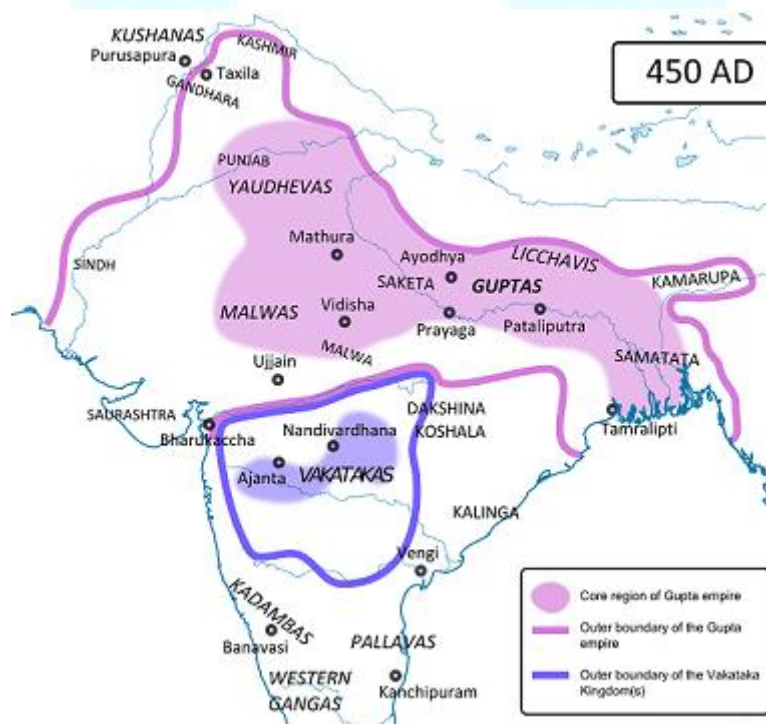 KUSHANAS
Purusapura
KASHMIR
Taxila
GANDHARA
450 AD
PUNJAB
YAUDHEVAS
Mathura
Ayodhya
LICCHAVIS
SINDH
SAKETA
GUPTAS
KAMARUPA
MALWAS
Vidisha
Prayaga
Pataliputra
MALWA
SAMATATA
Ujjain
SAURASHTRA
Bharukaccha
DAKSHINA
KOSHALA
Tamralipti
Nandivardhana
Ajanta
VAKATAKAS
KALINGA
Vengi
KADAMBAS
Banavasi
PALLAVAS
WESTERN
GANGAS
Kanchipuram
Core region of Gupta empire
Outer boundary of the Gupta
empire
Outer boundary of the Vakataka
Kingdom(s)